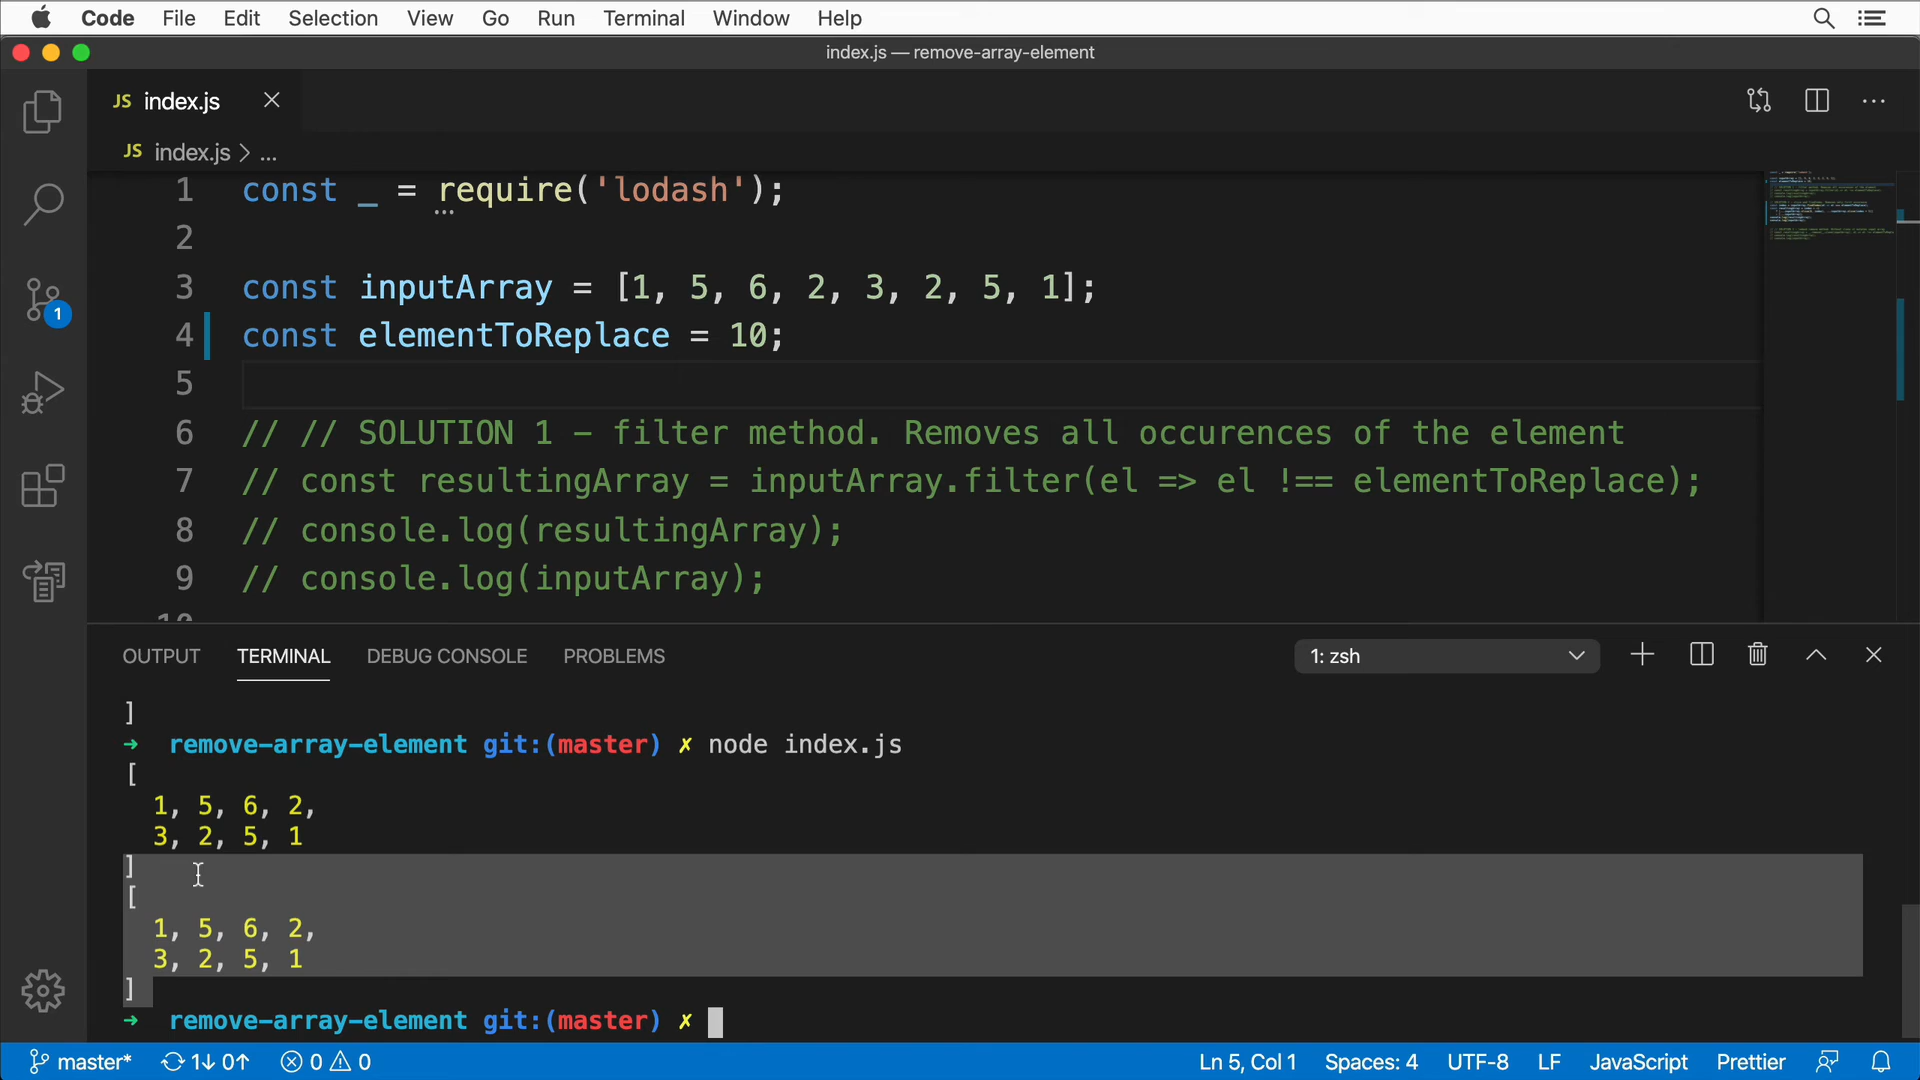 Code File Edit Selection View Go Run Terminal Window Help
index.js — remove-array-element
JS index.js
JS index.js > ...
1 const _ = require('lodash');
2
3 const inputArray = [1, 5, 6, 2, 3, 2, 5, 1];
4 const elementToReplace = 10;
5
6 // // SOLUTION 1 – filter method. Removes all occurences of the element
7 // const resultingArray = inputArray.filter(el => el !== elementToReplace);
8 // console.log(resultingArray);
9 // console.log(inputArray);
10
OUTPUT TERMINAL DEBUG CONSOLE PROBLEMS 1: zsh
]
➜ remove-array-element git:(master) ✗ node index.js
[
1, 5, 6, 2,
3, 2, 5, 1
]
[
1, 5, 6, 2,
3, 2, 5, 1
]
➜ remove-array-element git:(master) ✗
1
master* 1↓ 0↑ 0 0 Ln 5, Col 1 Spaces: 4 UTF-8 LF JavaScript Prettier